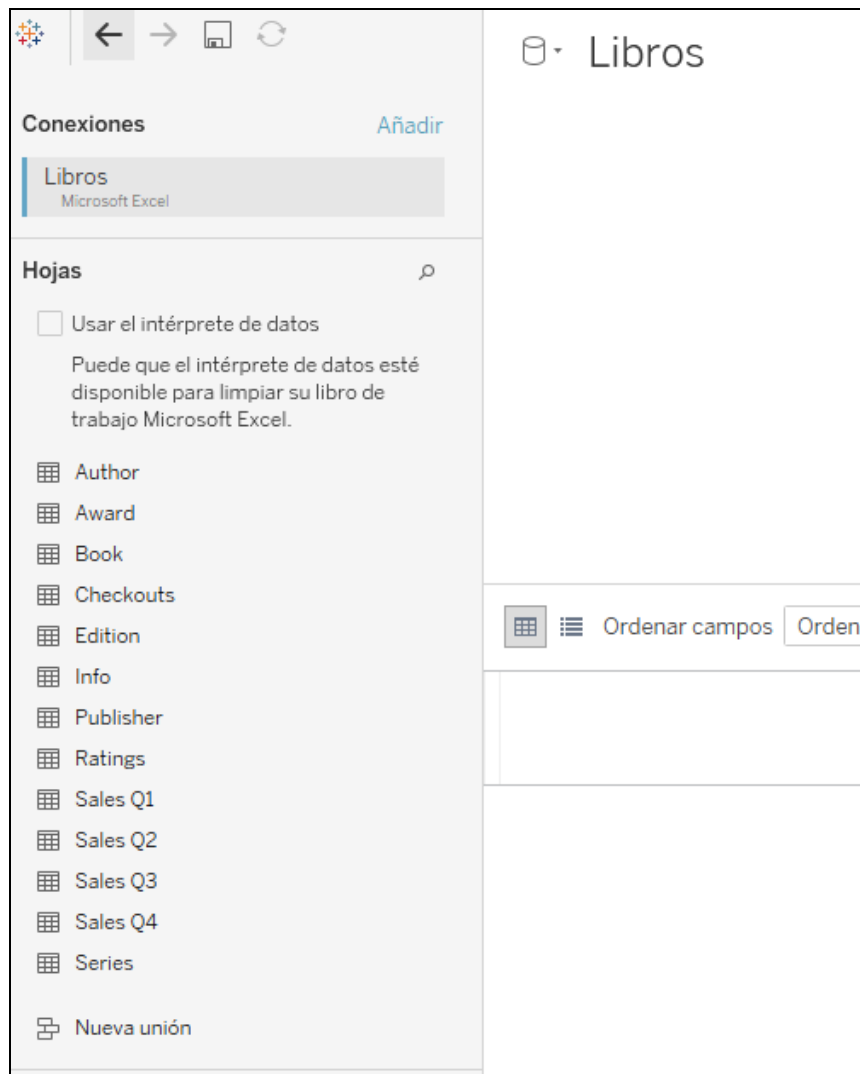 Conexiones
Añadir
Libros
Microsoft Excel
Hojas
Usar el intérprete de datos
Puede que el intérprete de datos esté
disponible para limpiar su libro de
trabajo Microsoft Excel.
Author
Award
Book
Checkouts
Edition
Info
Publisher
Ratings
Sales Q1
Sales Q2
Sales Q3
Sales Q4
Series
Nueva unión
Libros
Ordenar campos
Orden